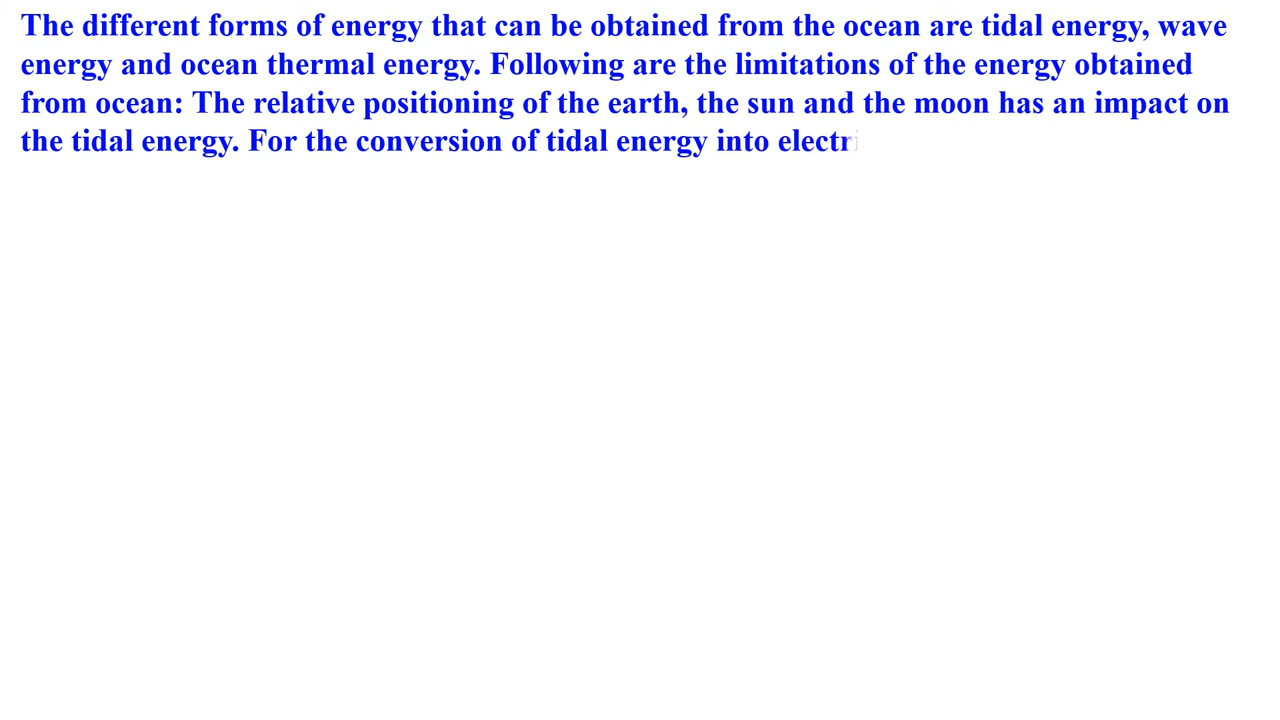 The different forms of energy that can be obtained from the ocean are tidal energy, wave
energy and ocean thermal energy. Following are the limitations of the energy obtained
from ocean: The relative positioning of the earth, the sun and the moon has an impact on
the tidal energy. For the conversion of tidal energy into electri